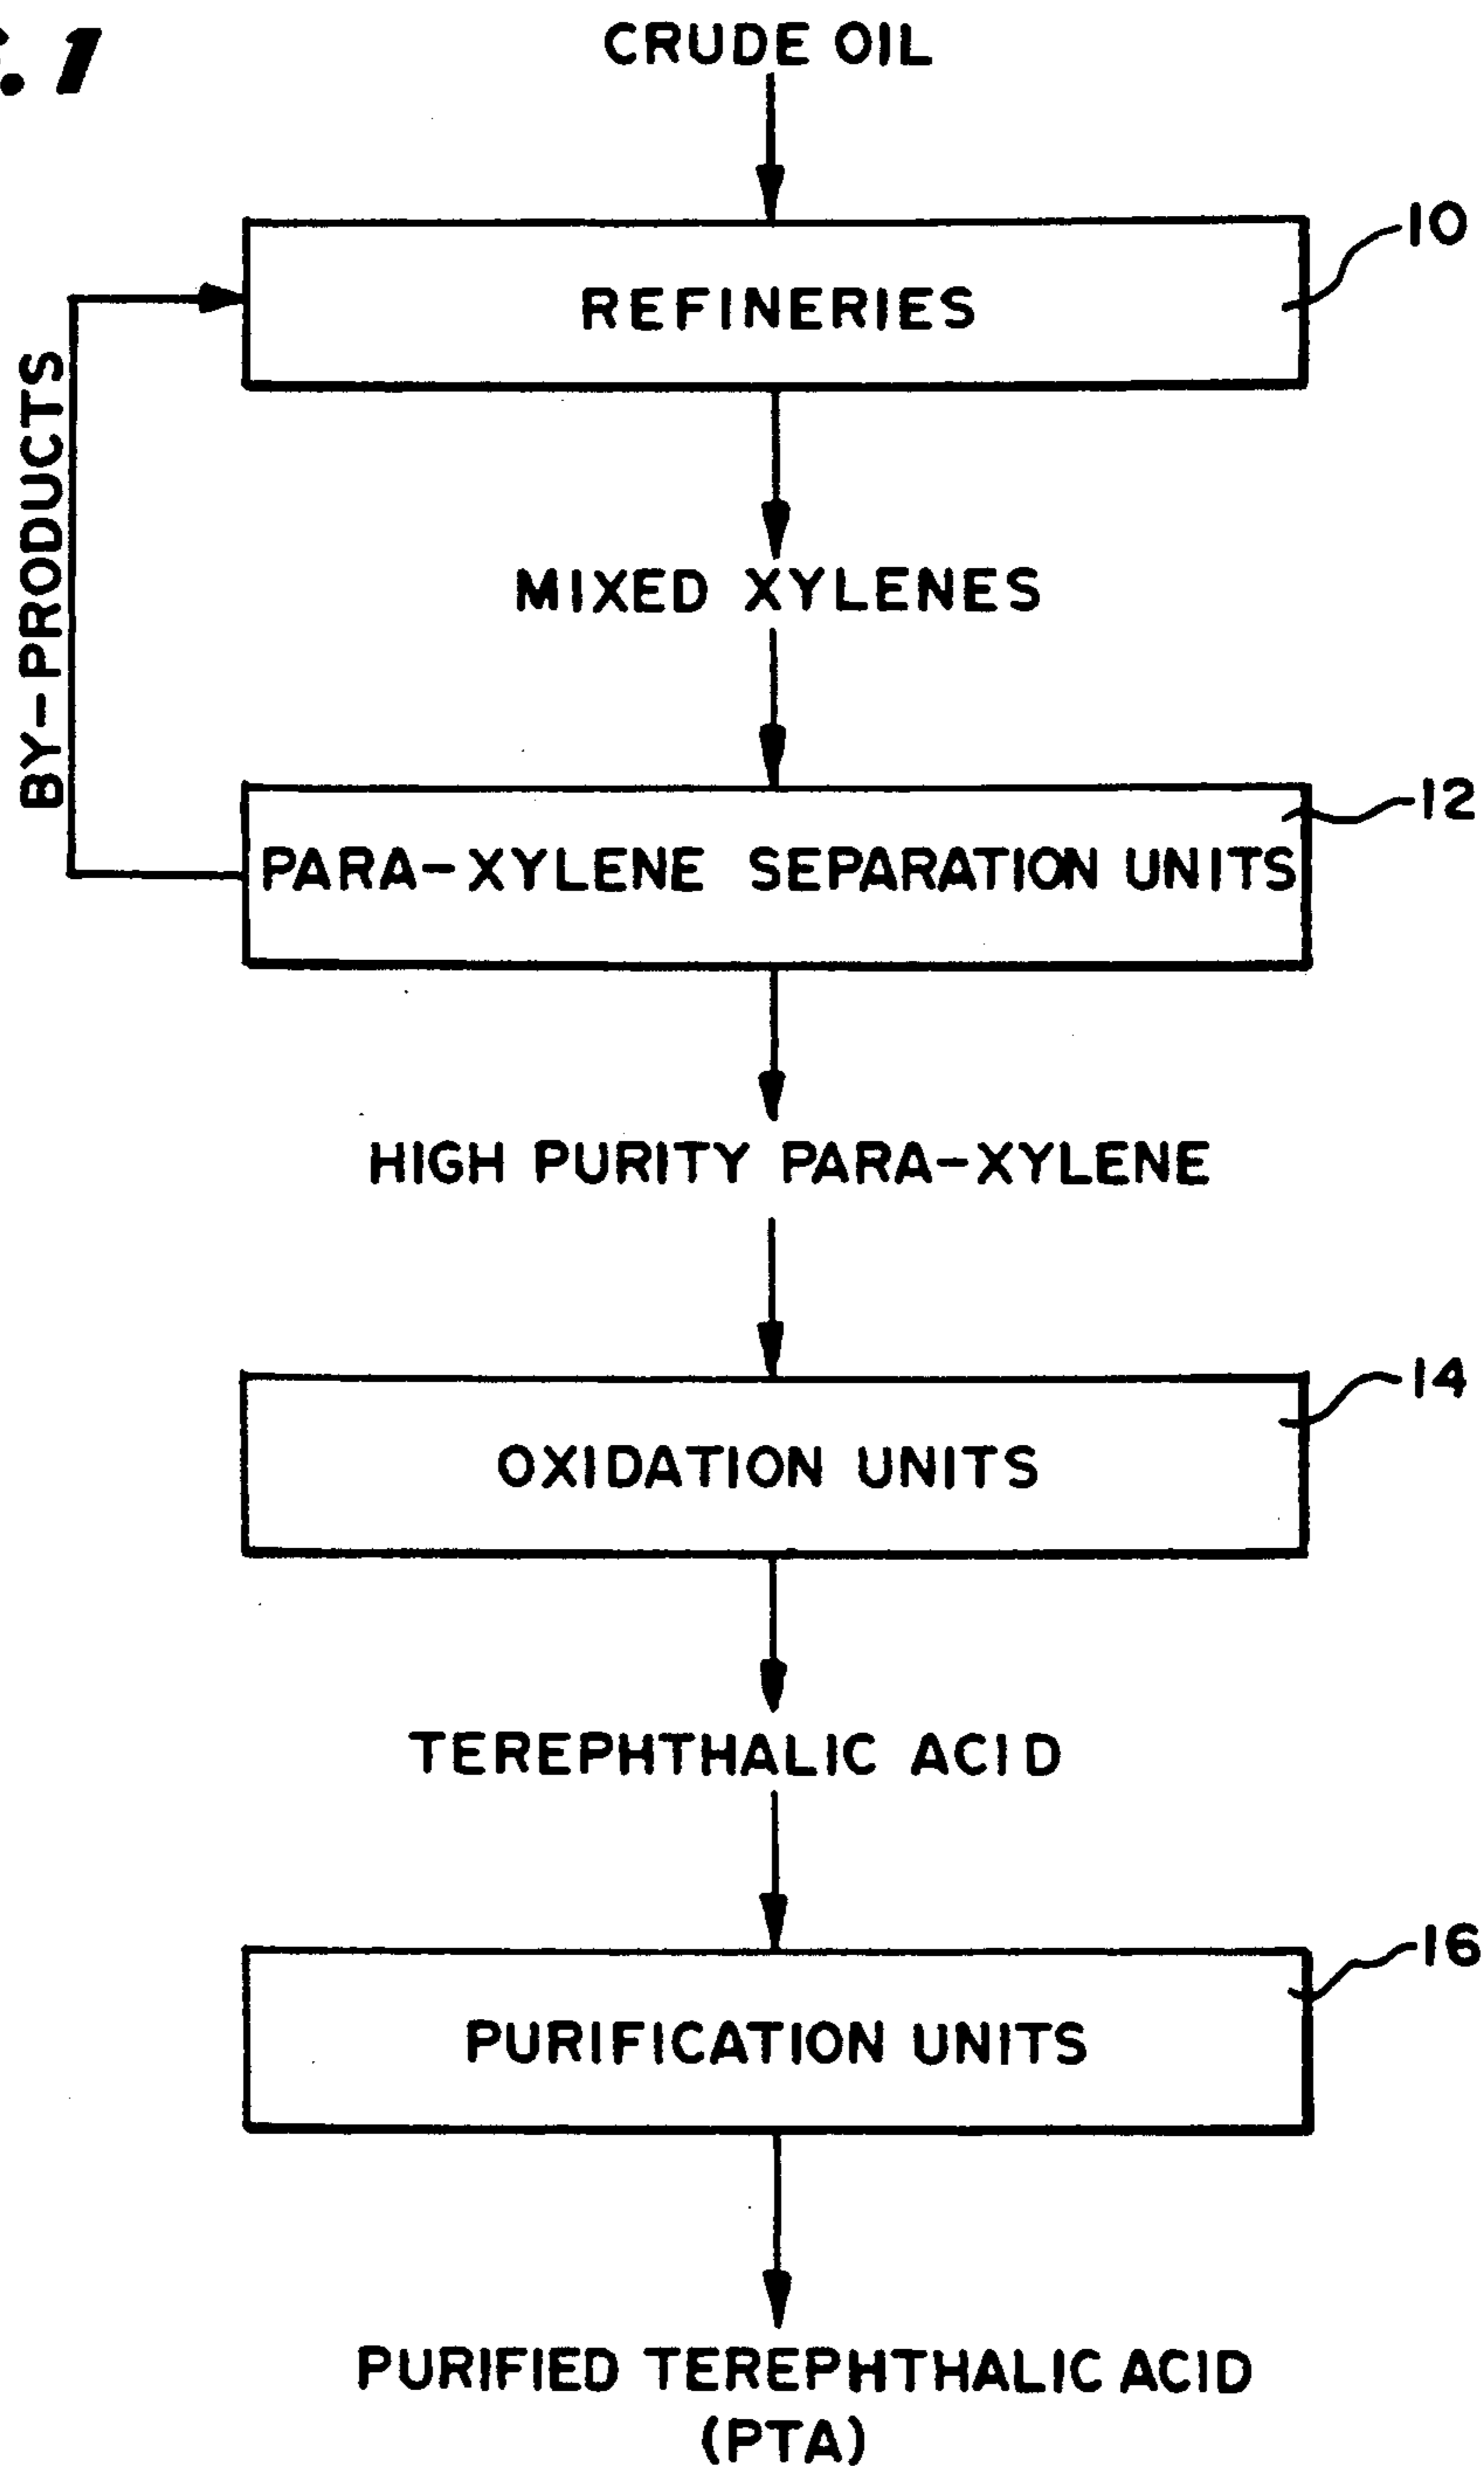 . 1
CRUDE OIL
10
REFINERIES
BY-PRODUCTS
MIXED XYLENES
12
PARA-XYLENE SEPARATION UNITS
HIGH PURITY PARA-XYLENE
14
OXIDATION UNITS
TEREPHTHALIC ACID
16
PURIFICATION UNITS
PURIFIED TEREPHTHALIC ACID
(PTA)